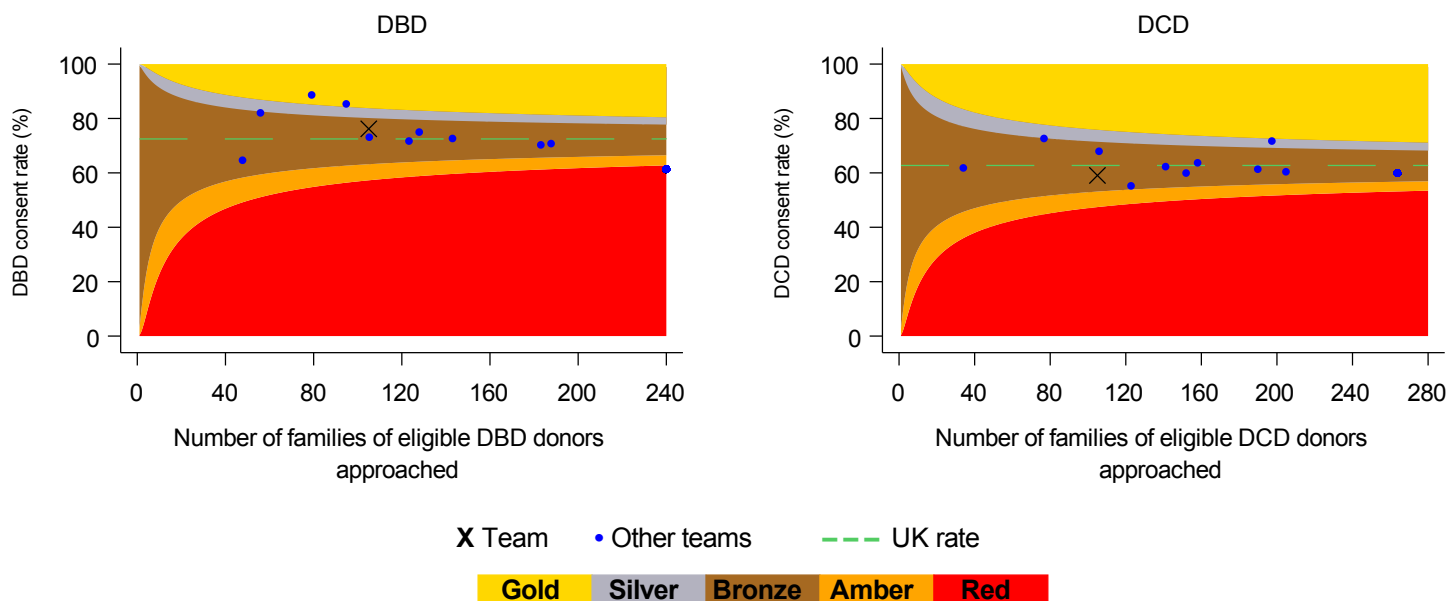 DBD
DCD
DBD consent rate (%)
100
80
60
40
20
0
0 40 80 120 160 200 240
Number of families of eligible DBD donors
approached
DCD consent rate (%)
100
80
60
40
20
0
0 40 80 120 160 200 240 280
Number of families of eligible DCD donors
approached
X Team Other teams UK rate
Gold Silver Bronze Amber Red